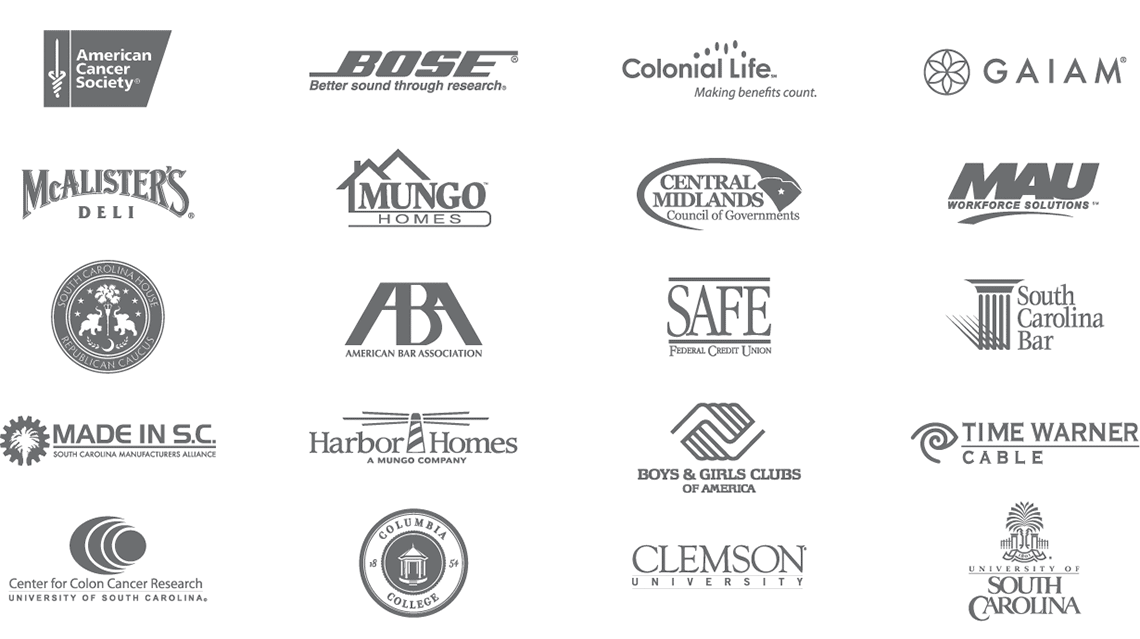 American
Cancer
Society®
BOSE®
Better sound through research®
Colonial Life℠
Making benefits count.
GAIAM®
McALISTER'S
DELI®
MUNGO™
HOMES
CENTRAL
MIDLANDS
Council of Governments
MAU
WORKFORCE SOLUTIONS™
SOUTH CAROLINA HOUSE
REPUBLICAN CAUCUS
ABA
AMERICAN BAR ASSOCIATION
SAFE
FEDERAL CREDIT UNION
South
Carolina
Bar
MADE IN S.C.
SOUTH CAROLINA MANUFACTURERS ALLIANCE
Harbor Homes
A MUNGO COMPANY
BOYS & GIRLS CLUBS
OF AMERICA
TIME WARNER
CABLE
Center for Colon Cancer Research
UNIVERSITY OF SOUTH CAROLINA®
COLUMBIA
18 54
COLLEGE
CLEMSON®
UNIVERSITY
1801
UNIVERSITY OF
SOUTH
CAROLINA